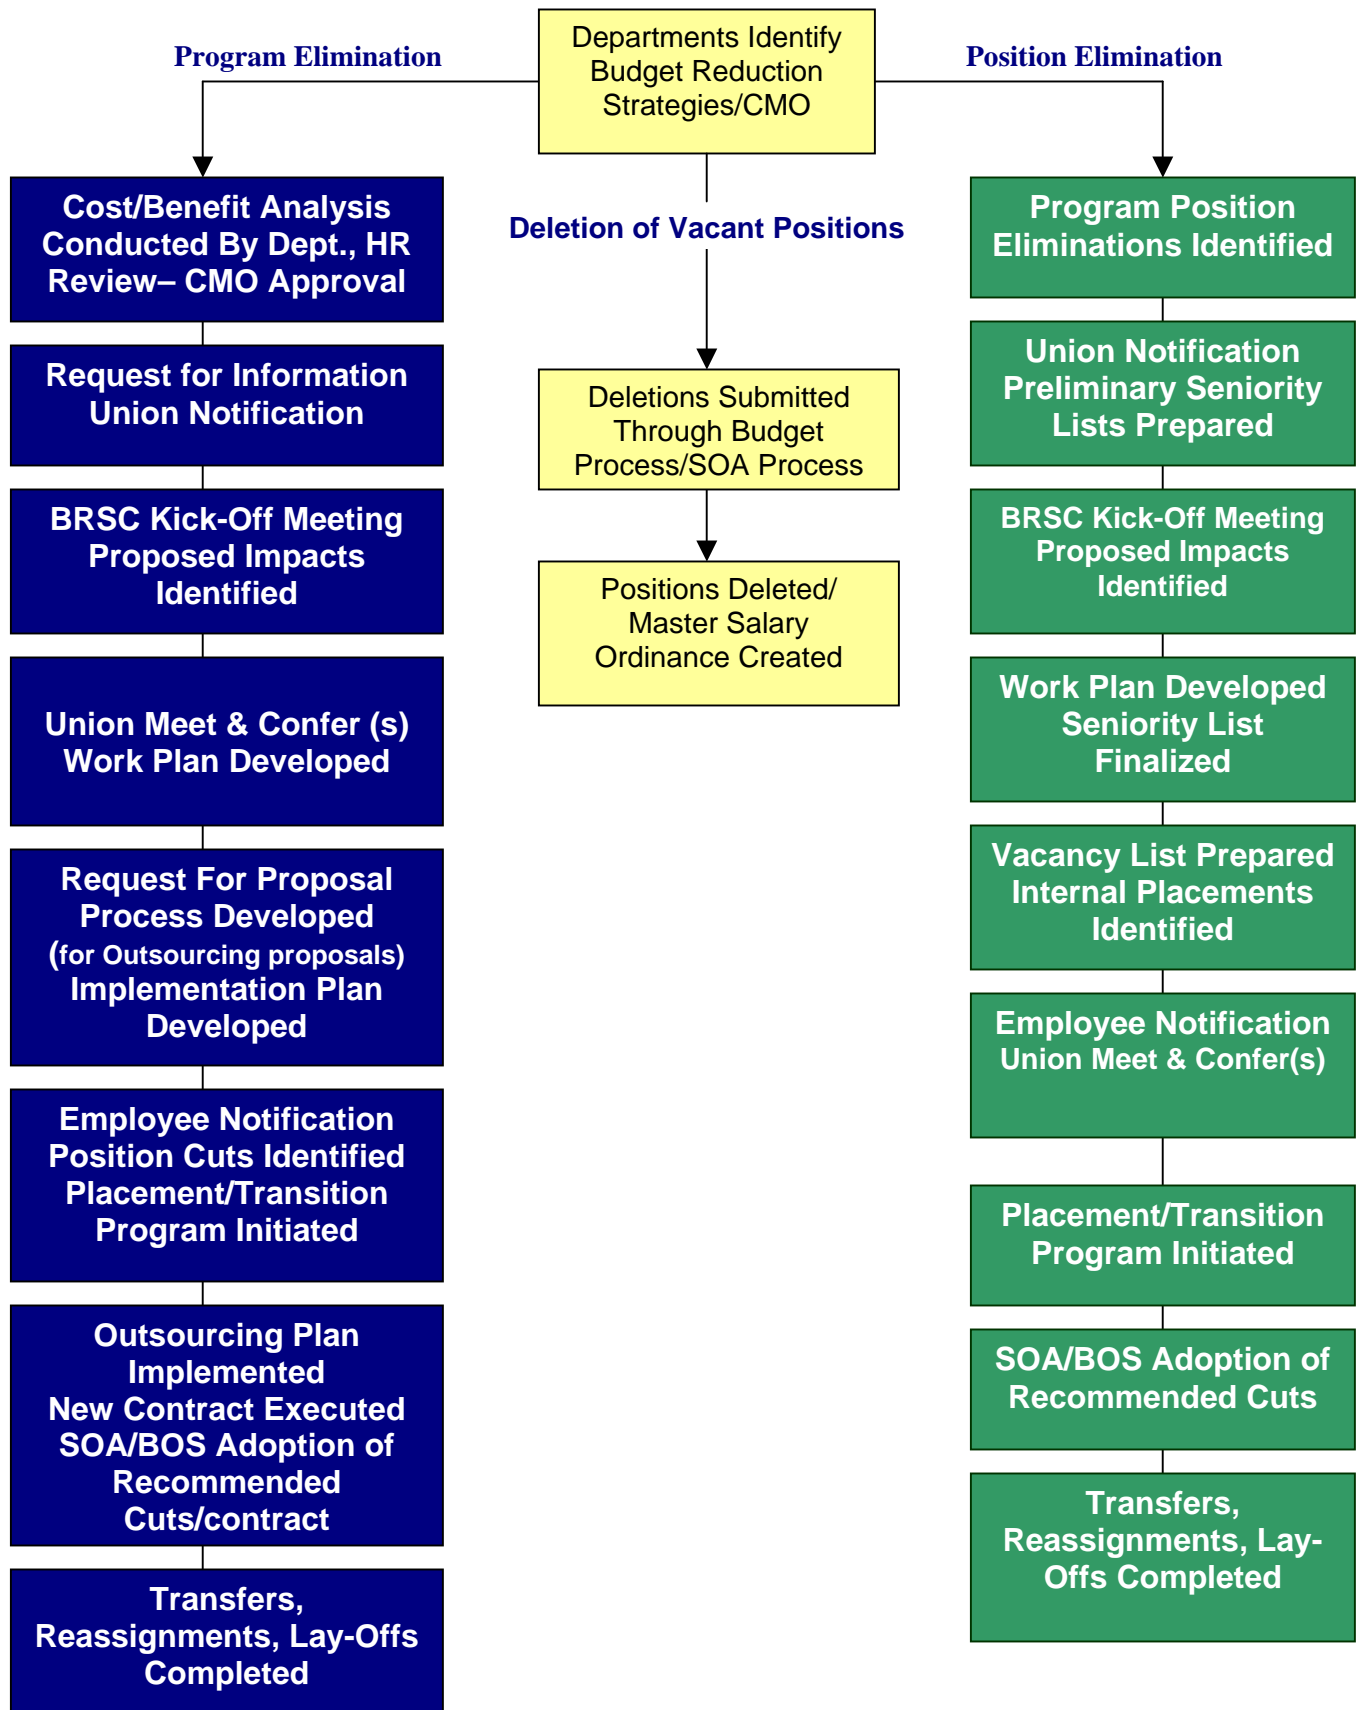 Departments Identify
Budget Reduction
Strategies/CMO
Program Elimination
Cost/Benefit Analysis
Conducted By Dept., HR
Review– CMO Approval
Request for Information
Union Notification
BRSC Kick-Off Meeting
Proposed Impacts
Identified
Union Meet & Confer (s)
Work Plan Developed
Request For Proposal
Process Developed
(for Outsourcing proposals)
Implementation Plan
Developed
Employee Notification
Position Cuts Identified
Placement/Transition
Program Initiated
Outsourcing Plan
Implemented
New Contract Executed
SOA/BOS Adoption of
Recommended
Cuts/contract
Transfers,
Reassignments, Lay-Offs
Completed
Deletion of Vacant Positions
Deletions Submitted
Through Budget
Process/SOA Process
Positions Deleted/
Master Salary
Ordinance Created
Position Elimination
Program Position
Eliminations Identified
Union Notification
Preliminary Seniority
Lists Prepared
BRSC Kick-Off Meeting
Proposed Impacts
Identified
Work Plan Developed
Seniority List
Finalized
Vacancy List Prepared
Internal Placements
Identified
Employee Notification
Union Meet & Confer(s)
Placement/Transition
Program Initiated
SOA/BOS Adoption of
Recommended Cuts
Transfers,
Reassignments, Lay-
Offs Completed